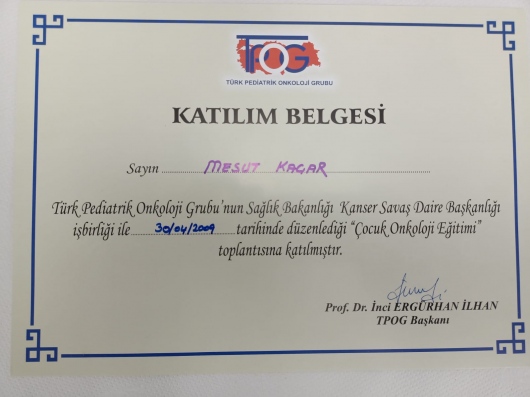 TPOG
TÜRK PEDİATRİK ONKOLOJİ GRUBU
KATILIM BELGESİ
Sayın MESUT KAÇAR
Türk Pediatrik Onkoloji Grubu'nun Sağlık Bakanlığı Kanser Savaş Daire Başkanlığı
işbirliği ile 30/04/2009 tarihinde düzenlediği "Çocuk Onkoloji Eğitimi"
toplantısına katılmıştır.
Prof. Dr. İnci ERGÜRHAN İLHAN
TPOG Başkanı